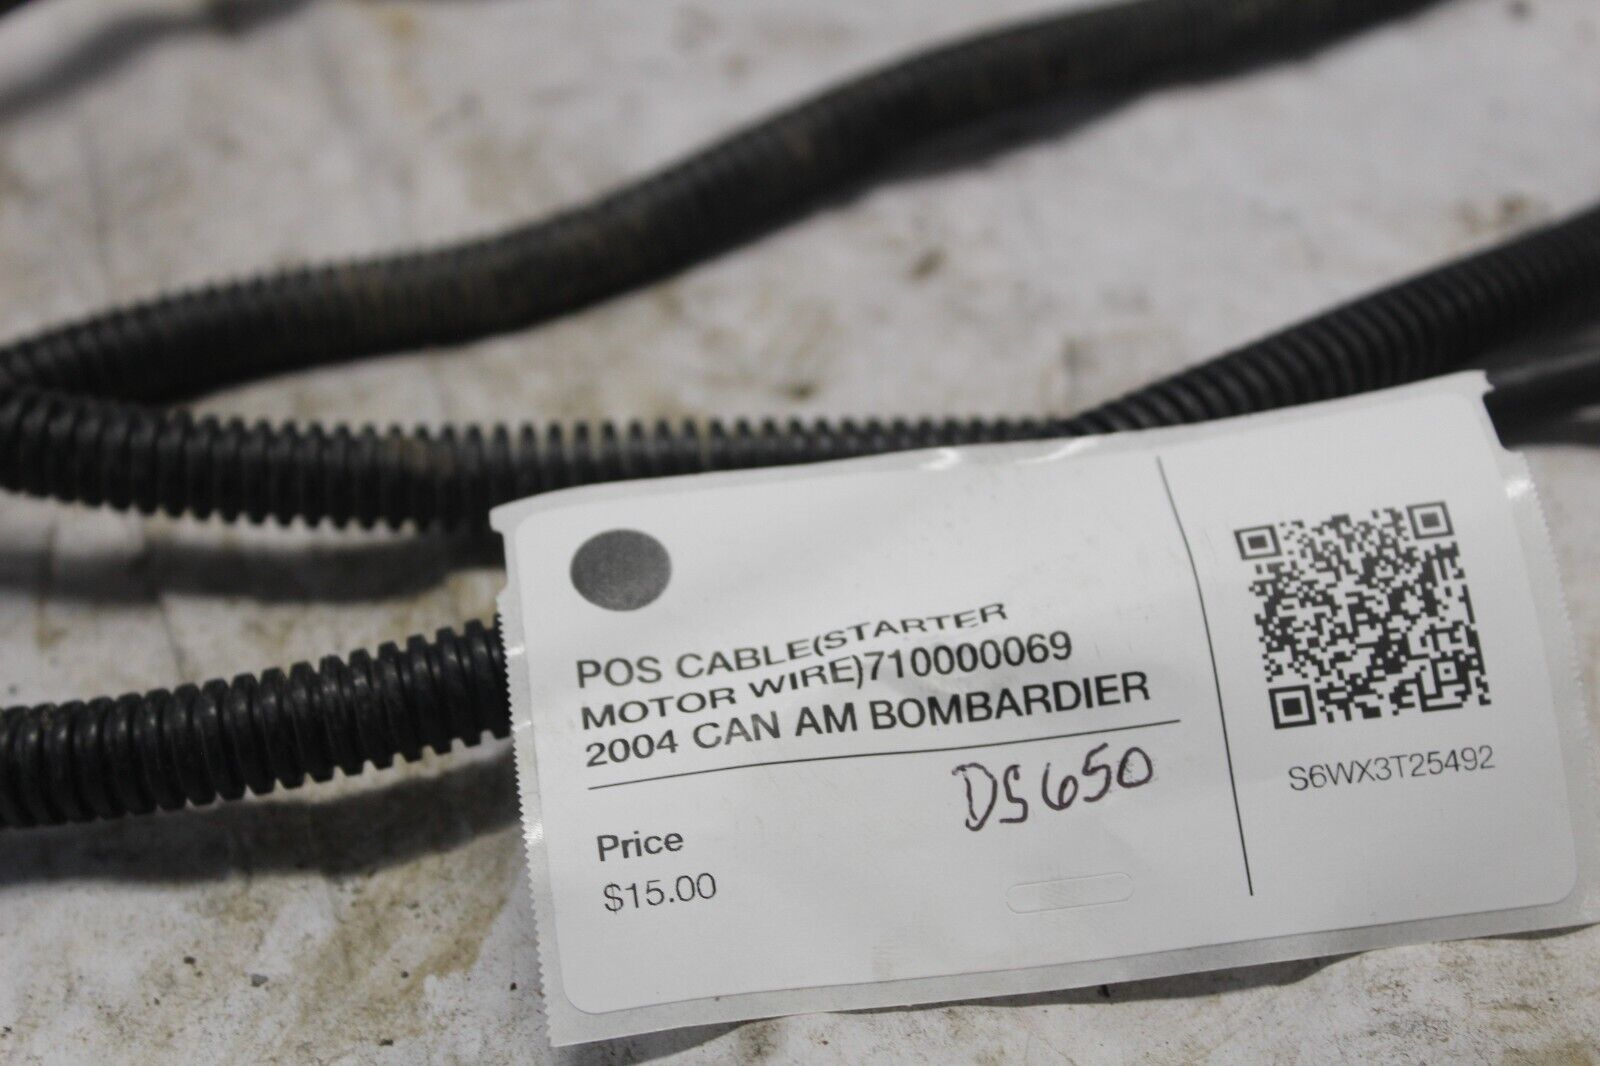 POS CABLE(STARTER
MOTOR WIRE)710000069
2004 CAN AM BOMBARDIER
DS650
Price
$15.00
S6WX3T25492